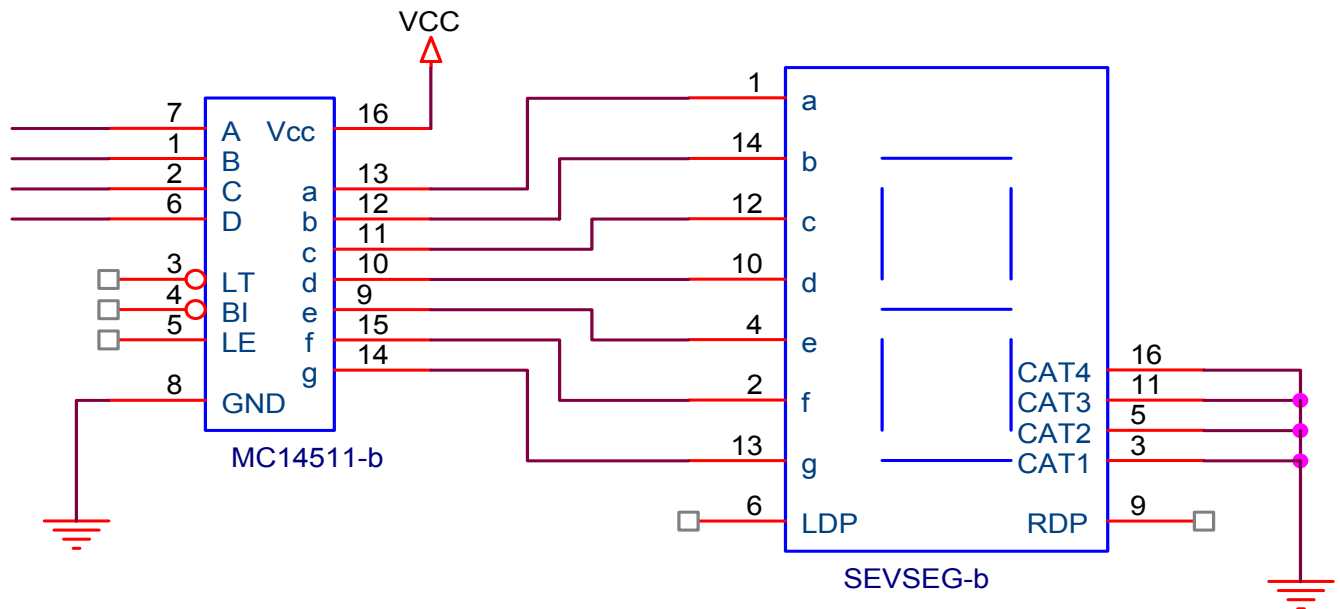 VCC
7
A
1
B
2
C
6
D
3
LT
4
BI
5
LE
8
GND
Vcc
16
a
13
b
12
c
11
d
10
e
9
f
15
g
14
MC14511-b
1
a
14
b
12
c
10
d
4
e
2
f
13
g
6
LDP
CAT4
16
CAT3
11
CAT2
5
CAT1
3
RDP
9
SEVSEG-b